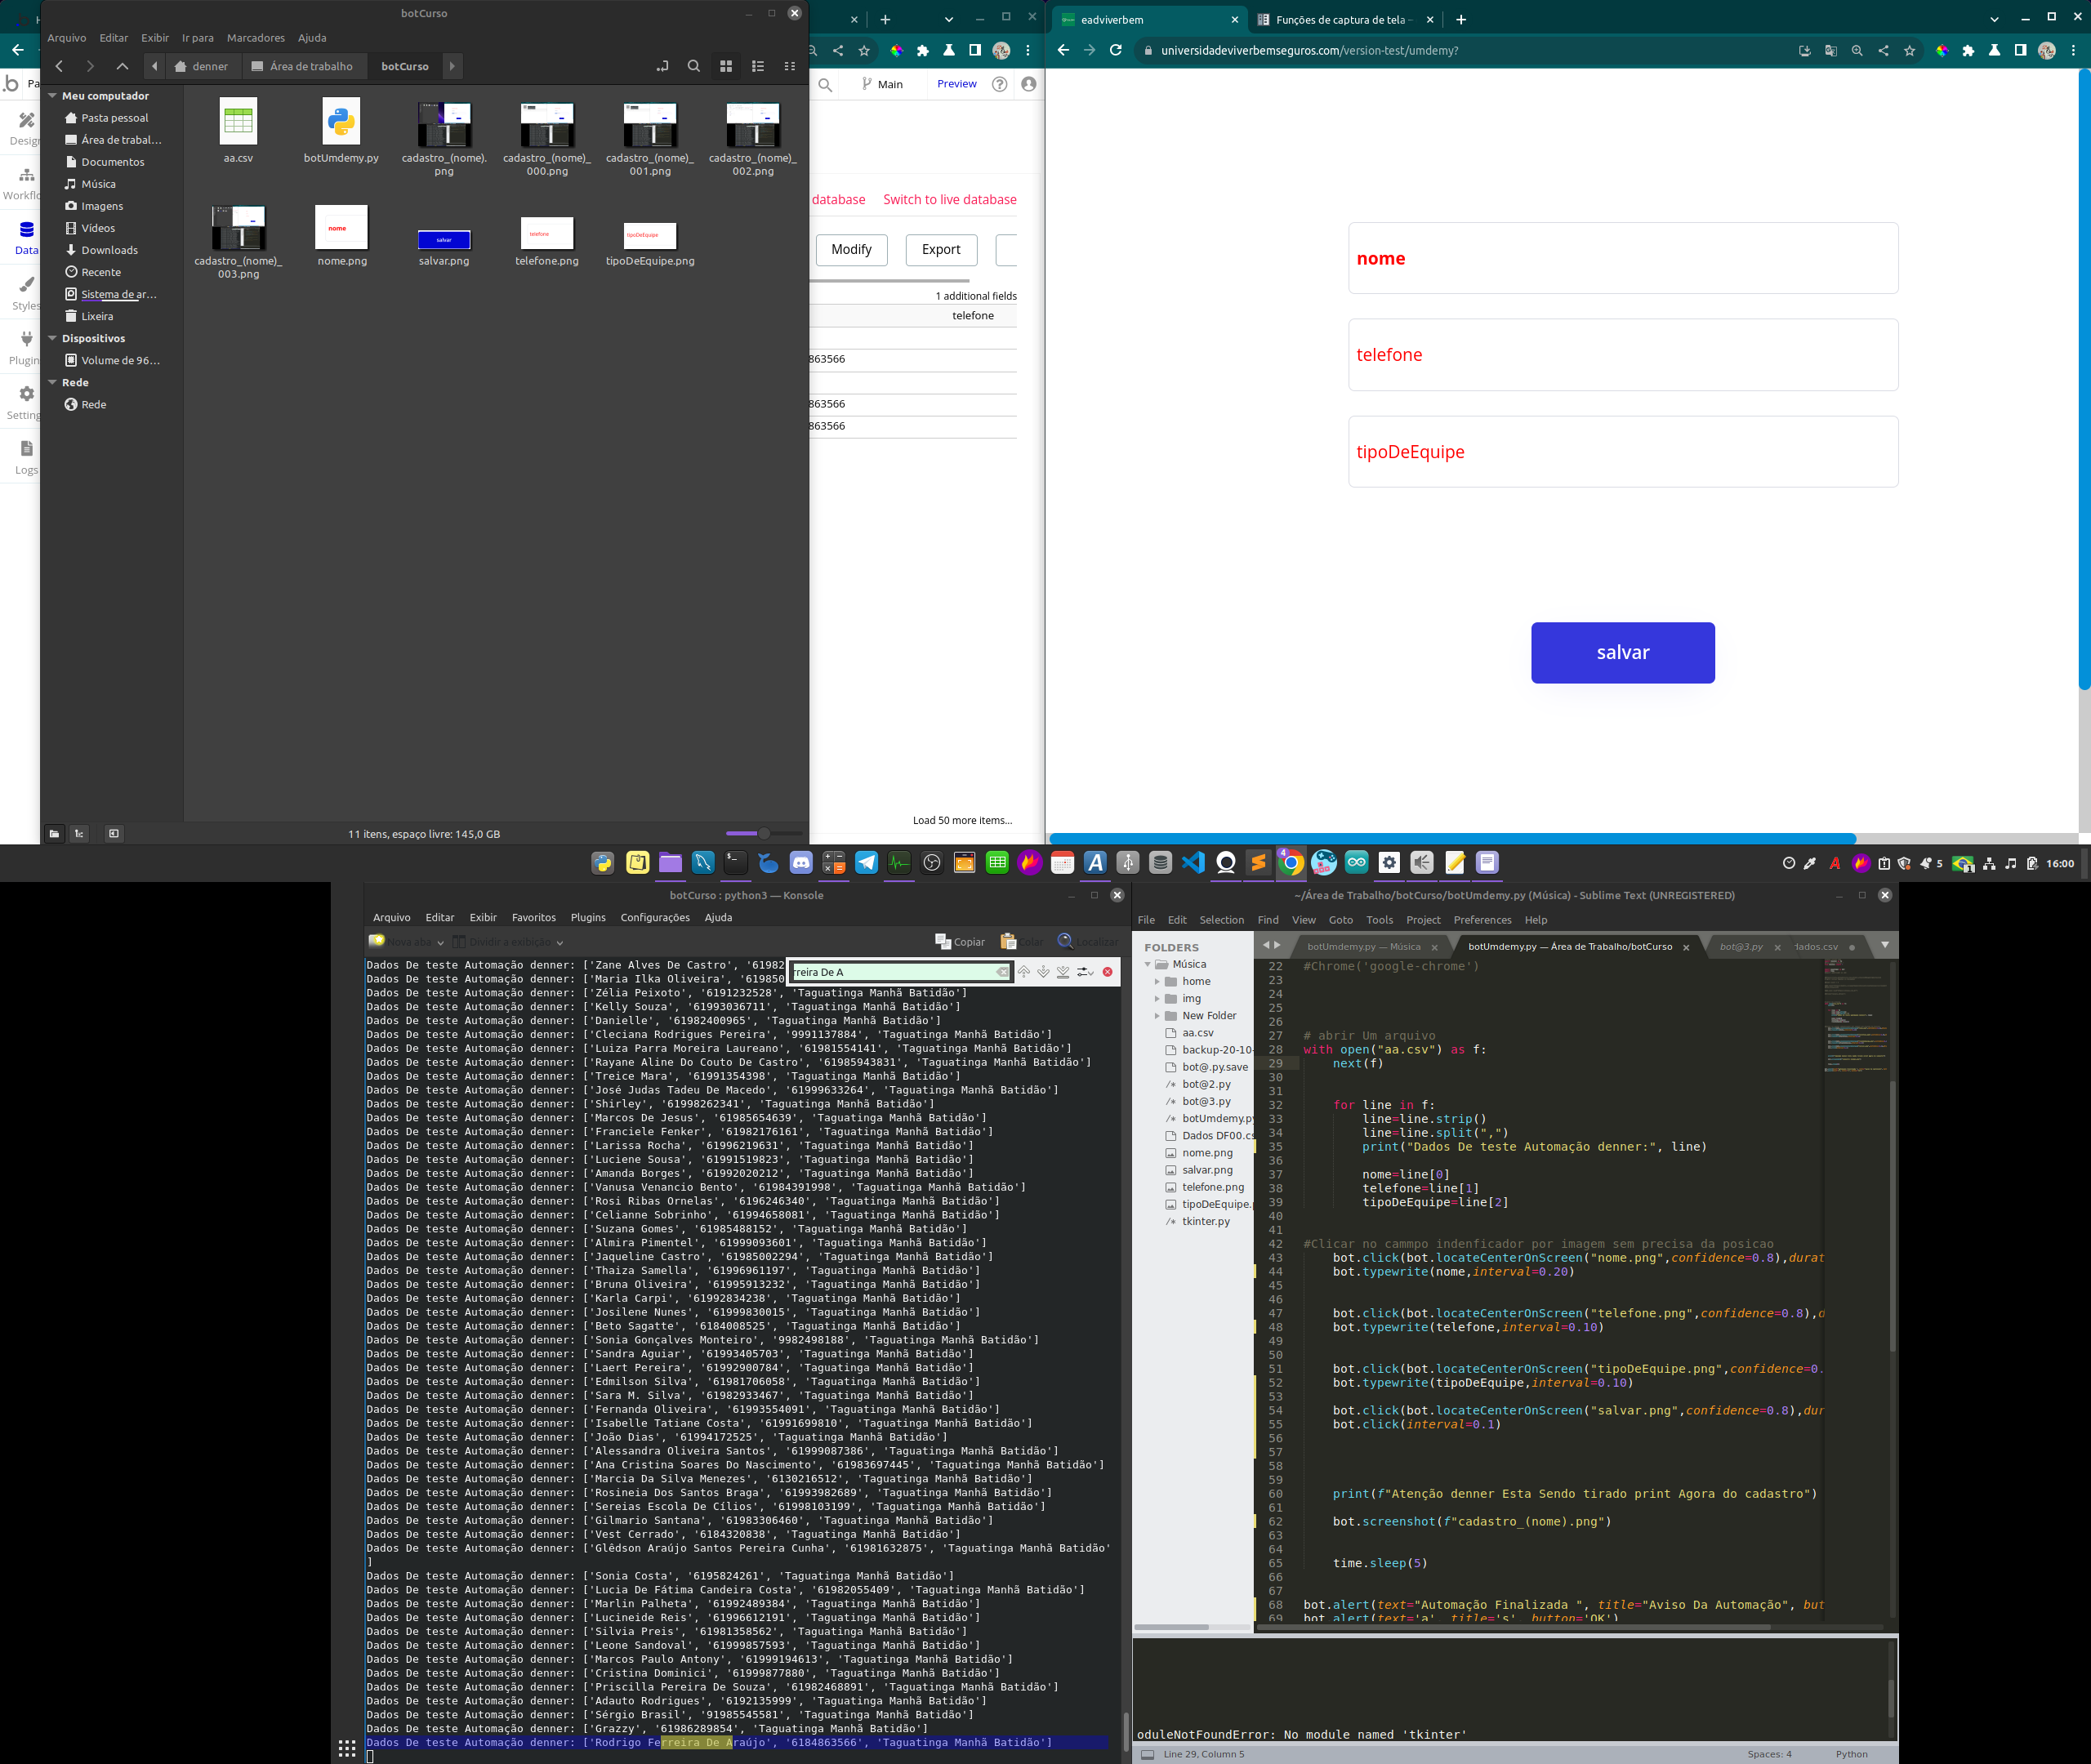 botCurso
Arquivo Editar Exibir Ir para Marcadores Ajuda
denner Área de trabalho botCurso
Meu computador
Pasta pessoal
Área de trabal...
Documentos
Música
Imagens
Vídeos
Downloads
Recente
Sistema de ar...
Lixeira
Dispositivos
Volume de 96...
Rede
Rede
aa.csv
botUmdemy.py
cadastro_(nome).
png
cadastro_(nome)_
000.png
cadastro_(nome)_
001.png
cadastro_(nome)_
002.png
cadastro_(nome)_
003.png
nome.png
salvar.png
telefone.png
tipoDeEquipe.png
11 itens, espaço livre: 145,0 GB
Pa
Design
Workflo
Data
Styles
Plugin
Setting
Logs
Main Preview
database Switch to live database
Modify Export
1 additional fields
telefone
863566
863566
863566
Load 50 more items...
eadviverbem
Funções de captura de tela
universidadeviverbemseguros.com/version-test/umdemy?
nome
telefone
tipoDeEquipe
salvar
4
5
16:00
botCurso : python3 — Konsole
Arquivo Editar Exibir Favoritos Plugins Configurações Ajuda
Nova aba Dividir a exibição Copiar Colar Localizar
rreira De A
Dados De teste Automação denner: ['Zane Alves De Castro', '61982
Dados De teste Automação denner: ['Maria Ilka Oliveira', '619850
Dados De teste Automação denner: ['Zélia Peixoto', '6191232528', 'Taguatinga Manhã Batidão']
Dados De teste Automação denner: ['Kelly Souza', '61993036711', 'Taguatinga Manhã Batidão']
Dados De teste Automação denner: ['Danielle', '61982400965', 'Taguatinga Manhã Batidão']
Dados De teste Automação denner: ['Cleciana Rodrigues Pereira', '9991137884', 'Taguatinga Manhã Batidão']
Dados De teste Automação denner: ['Luiza Parra Moreira Laureano', '61981554141', 'Taguatinga Manhã Batidão']
Dados De teste Automação denner: ['Rayane Aline Do Couto De Castro', '61985943831', 'Taguatinga Manhã Batidão']
Dados De teste Automação denner: ['Treice Mara', '61991354398', 'Taguatinga Manhã Batidão']
Dados De teste Automação denner: ['José Judas Tadeu De Macedo', '61999633264', 'Taguatinga Manhã Batidão']
Dados De teste Automação denner: ['Shirley', '61998262341', 'Taguatinga Manhã Batidão']
Dados De teste Automação denner: ['Marcos De Jesus', '61985654639', 'Taguatinga Manhã Batidão']
Dados De teste Automação denner: ['Franciele Fenker', '61982176161', 'Taguatinga Manhã Batidão']
Dados De teste Automação denner: ['Larissa Rocha', '61996219631', 'Taguatinga Manhã Batidão']
Dados De teste Automação denner: ['Luciene Sousa', '61991519823', 'Taguatinga Manhã Batidão']
Dados De teste Automação denner: ['Amanda Borges', '61992020212', 'Taguatinga Manhã Batidão']
Dados De teste Automação denner: ['Vanusa Venancio Bento', '61984391998', 'Taguatinga Manhã Batidão']
Dados De teste Automação denner: ['Rosi Ribas Ornelas', '6196246340', 'Taguatinga Manhã Batidão']
Dados De teste Automação denner: ['Celianne Sobrinho', '61994658081', 'Taguatinga Manhã Batidão']
Dados De teste Automação denner: ['Suzana Gomes', '61985488152', 'Taguatinga Manhã Batidão']
Dados De teste Automação denner: ['Almira Pimentel', '61999093601', 'Taguatinga Manhã Batidão']
Dados De teste Automação denner: ['Jaqueline Castro', '61985002294', 'Taguatinga Manhã Batidão']
Dados De teste Automação denner: ['Thaiza Samella', '61996961197', 'Taguatinga Manhã Batidão']
Dados De teste Automação denner: ['Bruna Oliveira', '61995913232', 'Taguatinga Manhã Batidão']
Dados De teste Automação denner: ['Karla Carpi', '61992834238', 'Taguatinga Manhã Batidão']
Dados De teste Automação denner: ['Josilene Nunes', '61999830015', 'Taguatinga Manhã Batidão']
Dados De teste Automação denner: ['Beto Sagatte', '6184008525', 'Taguatinga Manhã Batidão']
Dados De teste Automação denner: ['Sonia Gonçalves Monteiro', '9982498188', 'Taguatinga Manhã Batidão']
Dados De teste Automação denner: ['Sandra Aguiar', '61993405703', 'Taguatinga Manhã Batidão']
Dados De teste Automação denner: ['Laert Pereira', '61992900784', 'Taguatinga Manhã Batidão']
Dados De teste Automação denner: ['Edmilson Silva', '61981706058', 'Taguatinga Manhã Batidão']
Dados De teste Automação denner: ['Sara M. Silva', '61982933467', 'Taguatinga Manhã Batidão']
Dados De teste Automação denner: ['Fernanda Oliveira', '61993554091', 'Taguatinga Manhã Batidão']
Dados De teste Automação denner: ['Isabelle Tatiane Costa', '61991699810', 'Taguatinga Manhã Batidão']
Dados De teste Automação denner: ['João Dias', '61994172525', 'Taguatinga Manhã Batidão']
Dados De teste Automação denner: ['Alessandra Oliveira Santos', '61999087386', 'Taguatinga Manhã Batidão']
Dados De teste Automação denner: ['Ana Cristina Soares Do Nascimento', '61983697445', 'Taguatinga Manhã Batidão']
Dados De teste Automação denner: ['Marcia Da Silva Menezes', '6130216512', 'Taguatinga Manhã Batidão']
Dados De teste Automação denner: ['Rosineia Dos Santos Braga', '61993982689', 'Taguatinga Manhã Batidão']
Dados De teste Automação denner: ['Sereias Escola De Cílios', '61998103199', 'Taguatinga Manhã Batidão']
Dados De teste Automação denner: ['Gilmario Santana', '61983306460', 'Taguatinga Manhã Batidão']
Dados De teste Automação denner: ['Vest Cerrado', '6184320838', 'Taguatinga Manhã Batidão']
Dados De teste Automação denner: ['Glêdson Araújo Santos Pereira Cunha', '61981632875', 'Taguatinga Manhã Batidão'
]
Dados De teste Automação denner: ['Sonia Costa', '6195824261', 'Taguatinga Manhã Batidão']
Dados De teste Automação denner: ['Lucia De Fátima Candeira Costa', '61982055409', 'Taguatinga Manhã Batidão']
Dados De teste Automação denner: ['Marlin Palheta', '61992489384', 'Taguatinga Manhã Batidão']
Dados De teste Automação denner: ['Lucineide Reis', '61996612191', 'Taguatinga Manhã Batidão']
Dados De teste Automação denner: ['Silvia Preis', '61981358562', 'Taguatinga Manhã Batidão']
Dados De teste Automação denner: ['Leone Sandoval', '61999857593', 'Taguatinga Manhã Batidão']
Dados De teste Automação denner: ['Marcos Paulo Antony', '61999194613', 'Taguatinga Manhã Batidão']
Dados De teste Automação denner: ['Cristina Dominici', '61999877880', 'Taguatinga Manhã Batidão']
Dados De teste Automação denner: ['Priscilla Pereira De Souza', '61982468891', 'Taguatinga Manhã Batidão']
Dados De teste Automação denner: ['Adauto Rodrigues', '6192135999', 'Taguatinga Manhã Batidão']
Dados De teste Automação denner: ['Sérgio Brasil', '91985545581', 'Taguatinga Manhã Batidão']
Dados De teste Automação denner: ['Grazzy', '61986289854', 'Taguatinga Manhã Batidão']
Dados De teste Automação denner: ['Rodrigo Ferreira De Araújo', '6184863566', 'Taguatinga Manhã Batidão']
~/Área de Trabalho/botCurso/botUmdemy.py (Música) - Sublime Text (UNREGISTERED)
File Edit Selection Find View Goto Tools Project Preferences Help
FOLDERS
Música
home
img
New Folder
aa.csv
backup-20-10-
bot@.py.save
bot@2.py
bot@3.py
botUmdemy.py
Dados DF00.cs
nome.png
salvar.png
telefone.png
tipoDeEquipe.p
tkinter.py
botUmdemy.py — Música botUmdemy.py — Área de Trabalho/botCurso bot@3.py dados.csv
22 #Chrome('google-chrome')
23
24
25
26
27 # abrir Um arquivo
28 with open("aa.csv") as f:
29 next(f)
30
31
32 for line in f:
33 line=line.strip()
34 line=line.split(",")
35 print("Dados De teste Automação denner:", line)
36
37 nome=line[0]
38 telefone=line[1]
39 tipoDeEquipe=line[2]
40
41
42 #Clicar no cammpo indenficador por imagem sem precisa da posicao
43 bot.click(bot.locateCenterOnScreen("nome.png",confidence=0.8),durat
44 bot.typewrite(nome,interval=0.20)
45
46
47 bot.click(bot.locateCenterOnScreen("telefone.png",confidence=0.8),d
48 bot.typewrite(telefone,interval=0.10)
49
50
51 bot.click(bot.locateCenterOnScreen("tipoDeEquipe.png",confidence=0.
52 bot.typewrite(tipoDeEquipe,interval=0.10)
53
54 bot.click(bot.locateCenterOnScreen("salvar.png",confidence=0.8),dur
55 bot.click(interval=0.1)
56
57
58
59
60 print(f"Atenção denner Esta Sendo tirado print Agora do cadastro")
61
62 bot.screenshot(f"cadastro_(nome).png")
63
64
65 time.sleep(5)
66
67
68 bot.alert(text="Automação Finalizada ", title="Aviso Da Automação", but
69 bot.alert(text='a', title='s', button='OK')
oduleNotFoundError: No module named 'tkinter'
Line 29, Column 5 Spaces: 4 Python